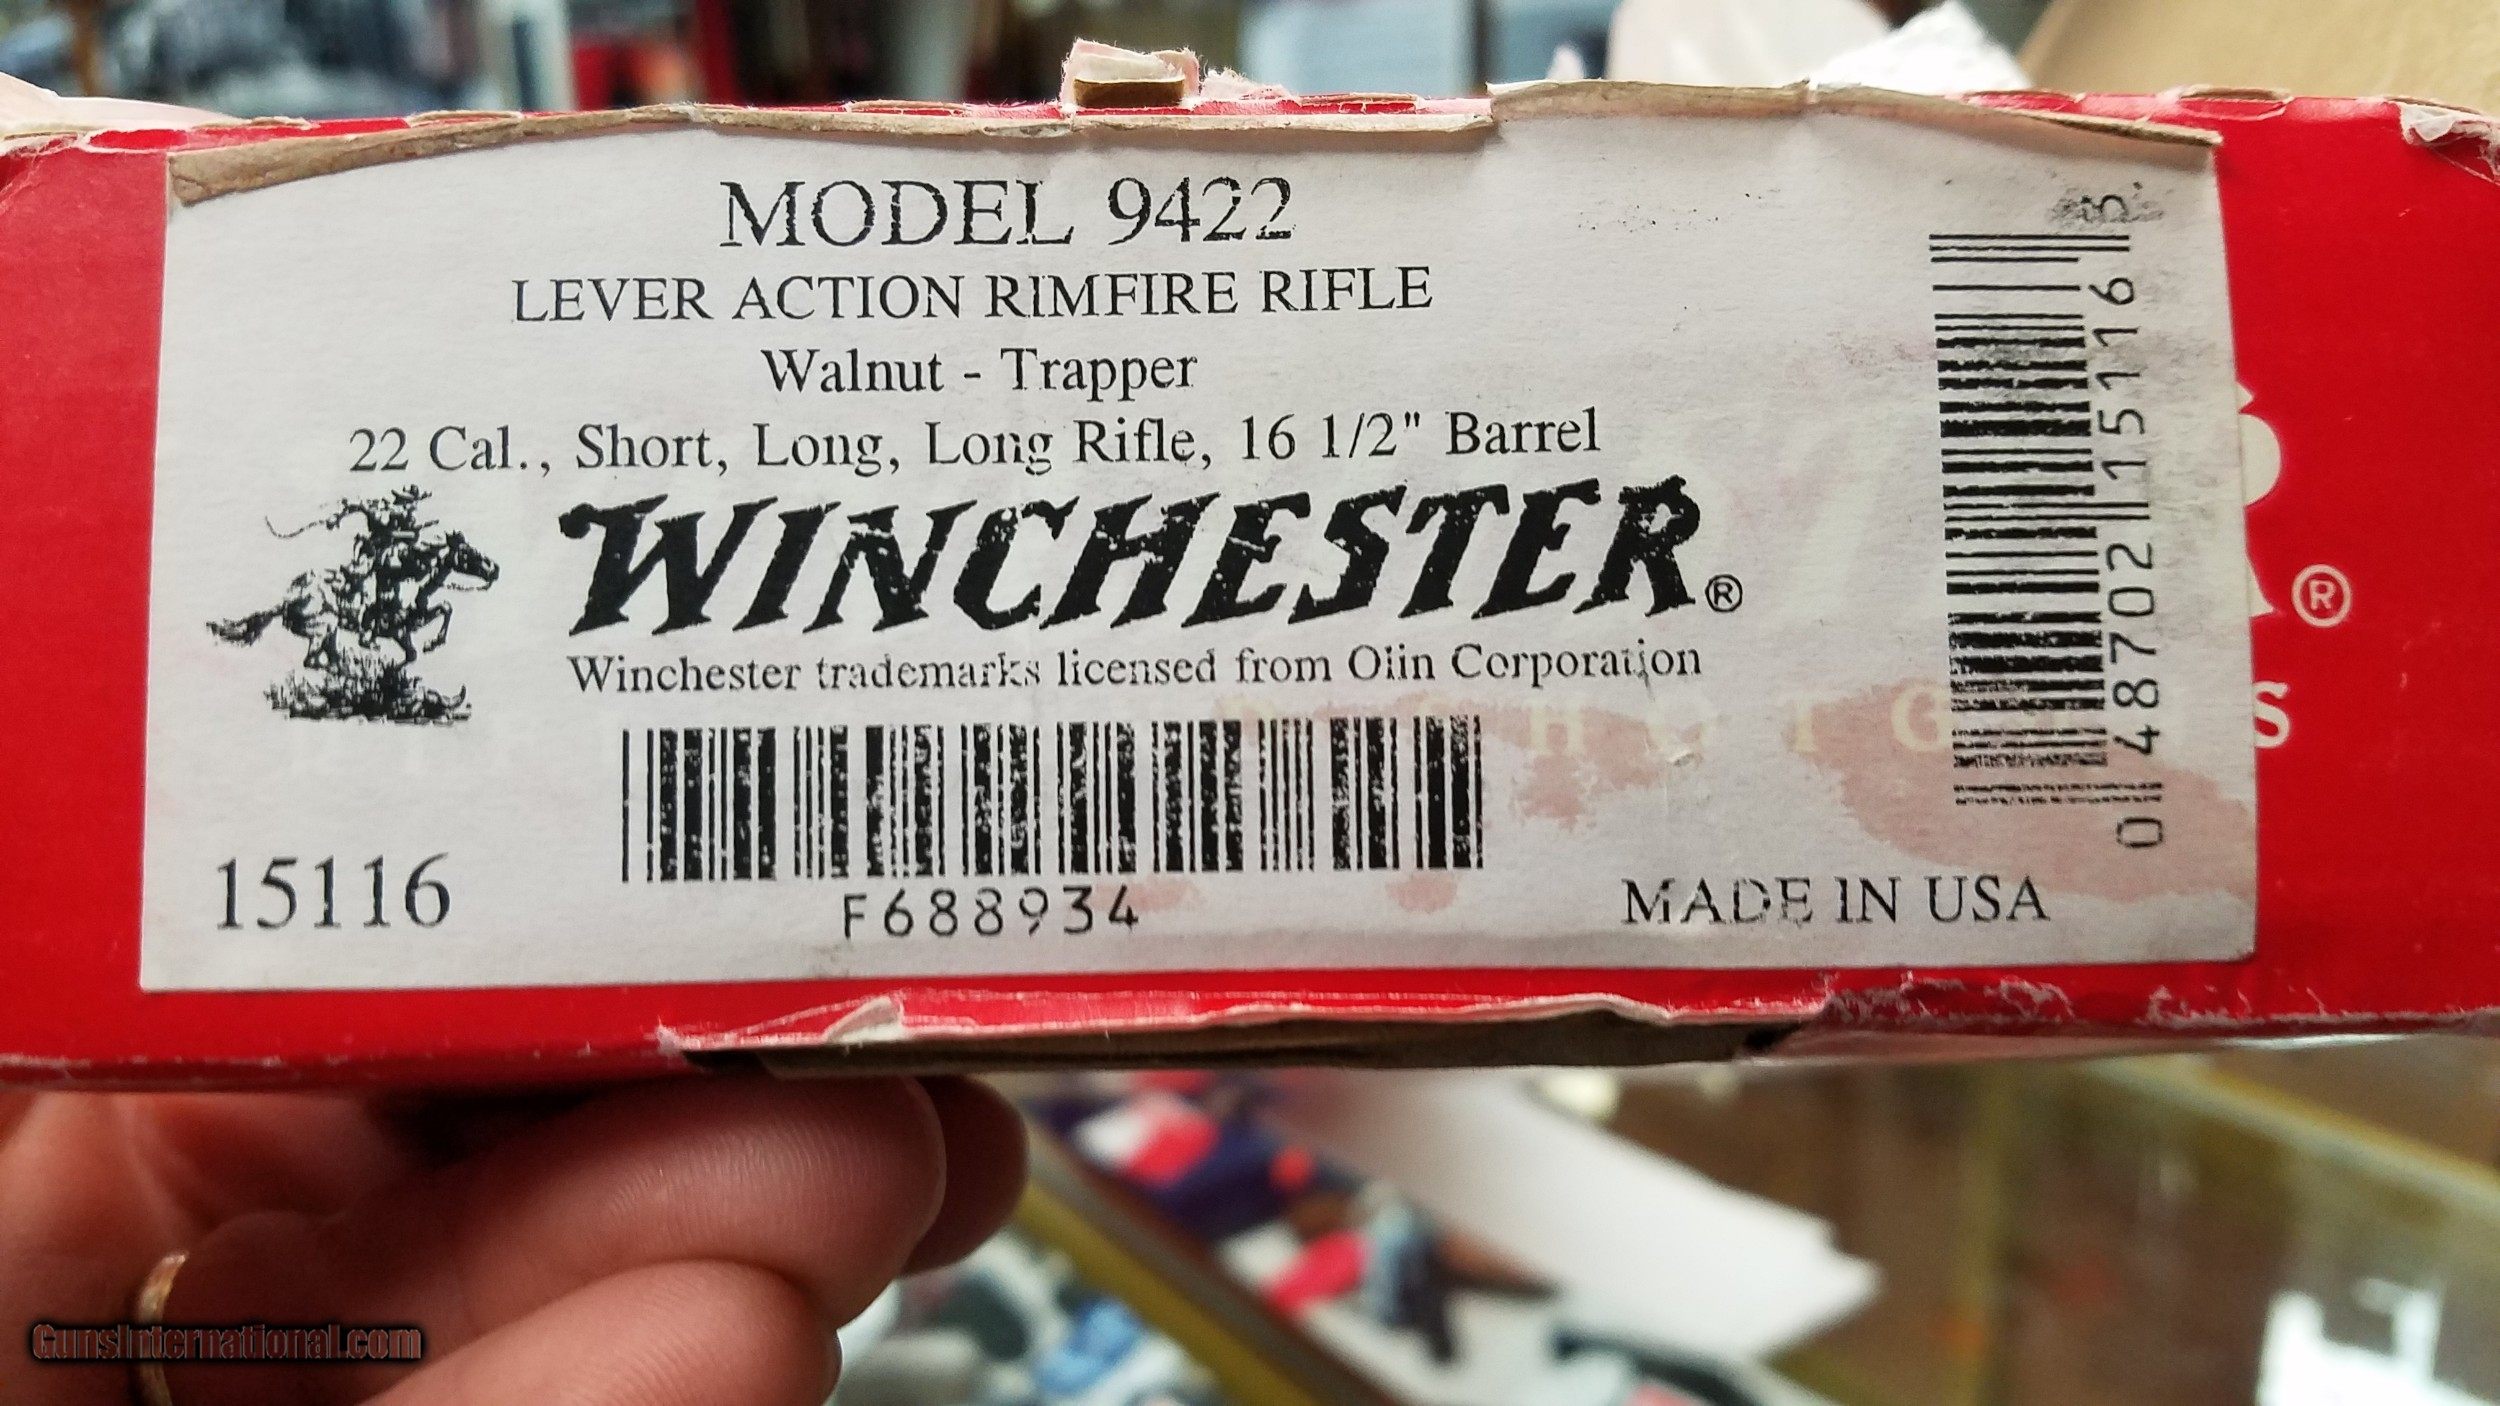 MODEL 9422
LEVER ACTION RIMFIRE RIFLE
Walnut - Trapper
22 Cal., Short, Long, Long Rifle, 16 1/2" Barrel
WINCHESTER®
Winchester trademarks licensed from Olin Corporation
F688934
15116
MADE IN USA
0 48702 15116 3
®
S
GunsInternational.com